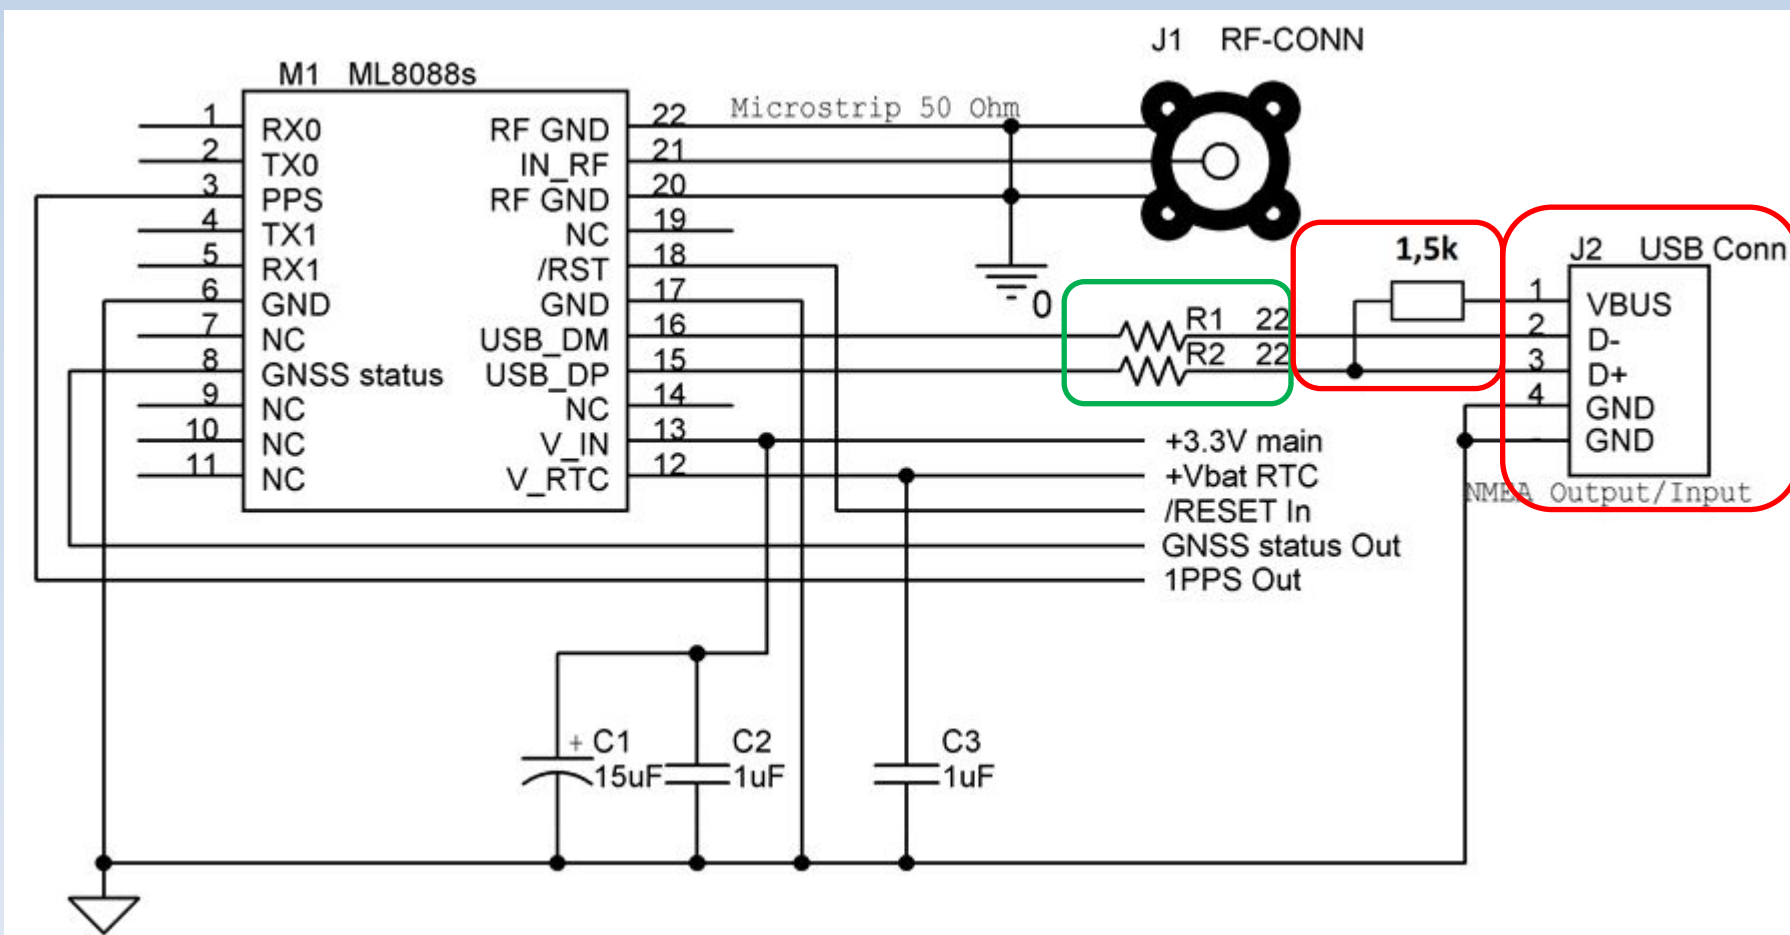 J1 RF-CONN
M1 ML8088s
Microstrip 50 Ohm
1 RX0
2 TX0
3 PPS
4 TX1
5 RX1
6 GND
7 NC
8 GNSS status
9 NC
10 NC
11 NC
RF GND 22
IN_RF 21
RF GND 20
NC 19
/RST 18
GND 17
USB_DM 16
USB_DP 15
NC 14
V_IN 13
V_RTC 12
0
R1 22
R2 22
1,5k
J2 USB Conn
1 VBUS
2 D-
3 D+
4 GND
- GND
NMEA Output/Input
+3.3V main
+Vbat RTC
/RESET In
GNSS status Out
1PPS Out
+ C1
15uF
C2
1uF
C3
1uF